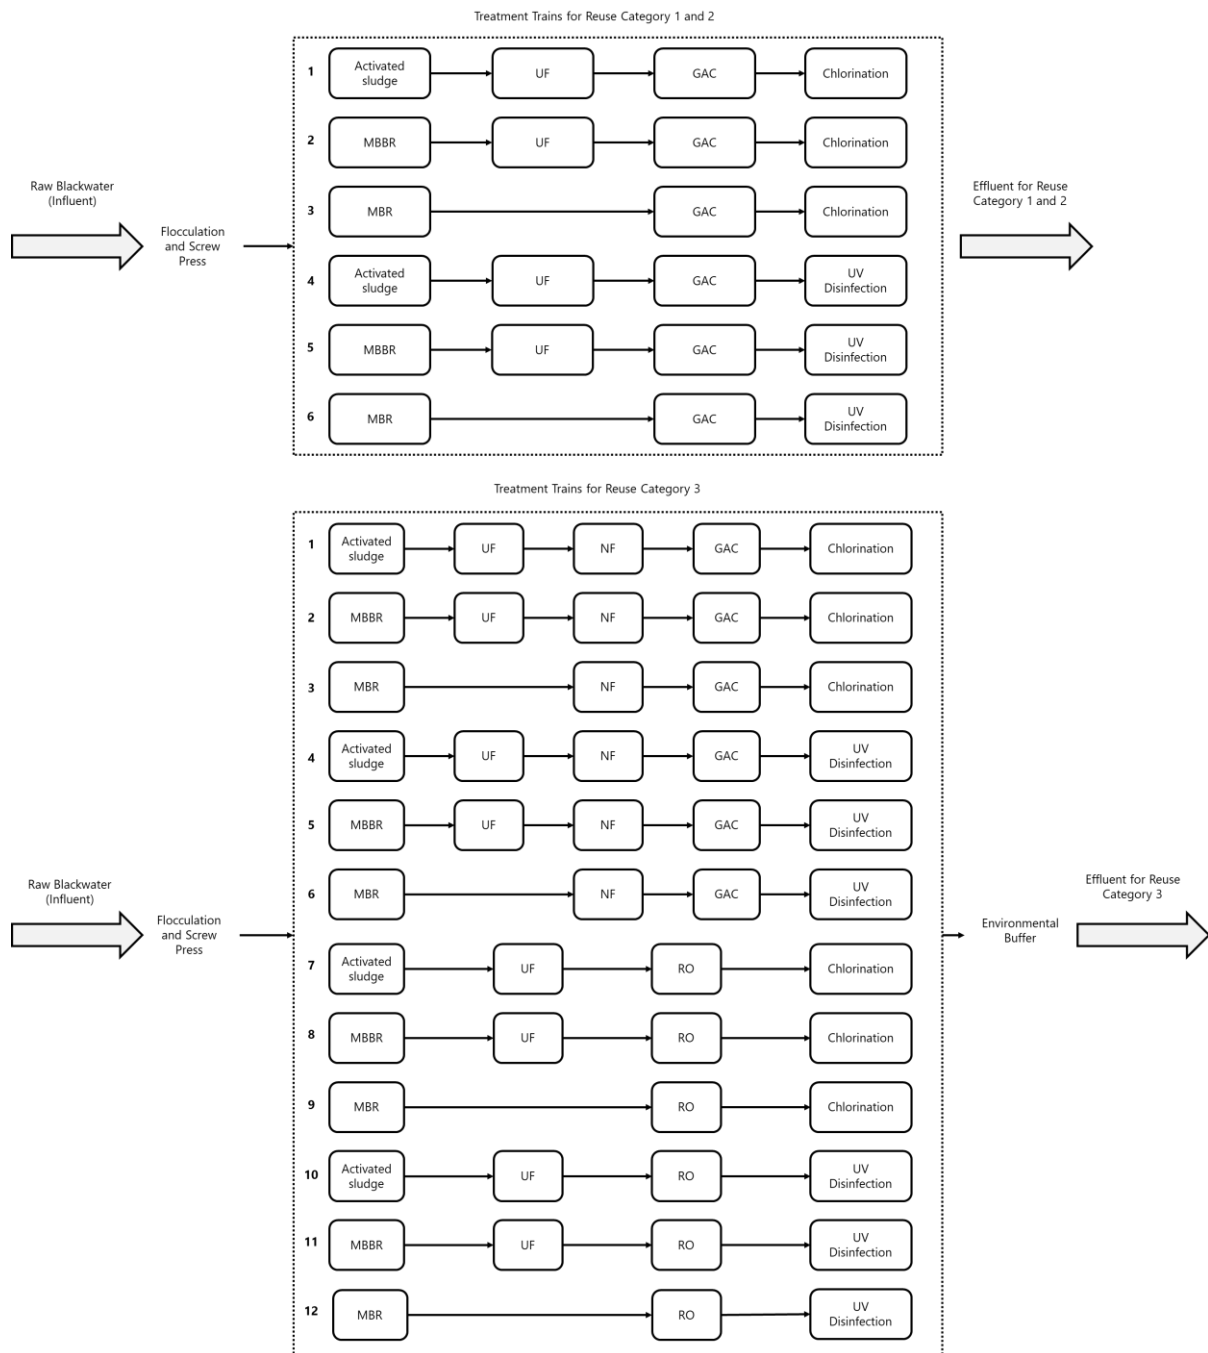 Treatment Trains for Reuse Category 1 and 2
1
Activated
sludge
UF
GAC
Chlorination
2
MBBR
UF
GAC
Chlorination
Raw Blackwater
(Influent)
Flocculation
and Screw
Press
3
MBR
GAC
Chlorination
Effluent for Reuse
Category 1 and 2
4
Activated
sludge
UF
GAC
UV
Disinfection
5
MBBR
UF
GAC
UV
Disinfection
6
MBR
GAC
UV
Disinfection
Treatment Trains for Reuse Category 3
1
Activated
sludge
UF
NF
GAC
Chlorination
2
MBBR
UF
NF
GAC
Chlorination
3
MBR
NF
GAC
Chlorination
4
Activated
sludge
UF
NF
GAC
UV
Disinfection
5
MBBR
UF
NF
GAC
UV
Disinfection
Raw Blackwater
(Influent)
Flocculation
and Screw
Press
6
MBR
NF
GAC
UV
Disinfection
Environmental
Buffer
Effluent for Reuse
Category 3
7
Activated
sludge
UF
RO
Chlorination
8
MBBR
UF
RO
Chlorination
9
MBR
RO
Chlorination
10
Activated
sludge
UF
RO
UV
Disinfection
11
MBBR
UF
RO
UV
Disinfection
12
MBR
RO
UV
Disinfection